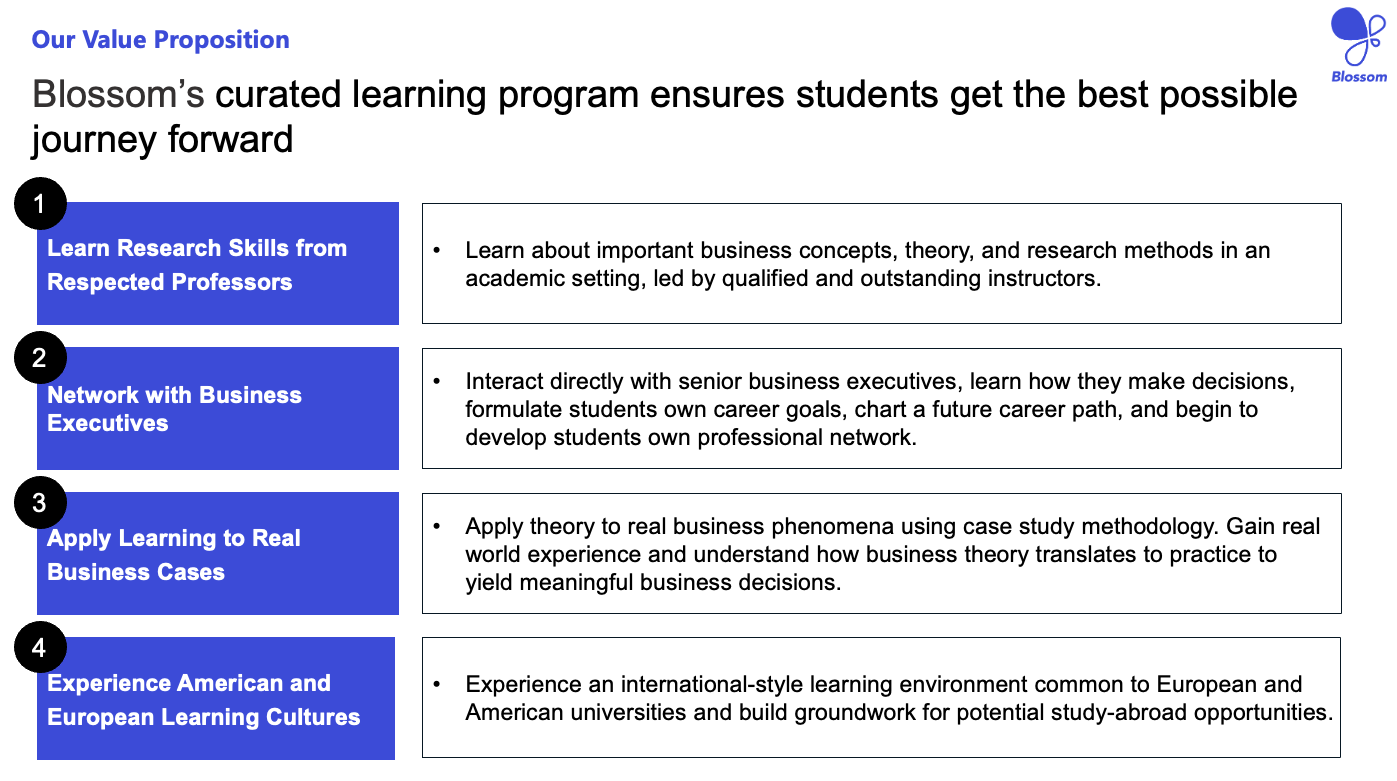 Our Value Proposition
Blossom
Blossom’s curated learning program ensures students get the best possible
journey forward
1
Learn Research Skills from
Respected Professors
• Learn about important business concepts, theory, and research methods in an
academic setting, led by qualified and outstanding instructors.
2
Network with Business
Executives
• Interact directly with senior business executives, learn how they make decisions,
formulate students own career goals, chart a future career path, and begin to
develop students own professional network.
3
Apply Learning to Real
Business Cases
• Apply theory to real business phenomena using case study methodology. Gain real
world experience and understand how business theory translates to practice to
yield meaningful business decisions.
4
Experience American and
European Learning Cultures
• Experience an international-style learning environment common to European and
American universities and build groundwork for potential study-abroad opportunities.